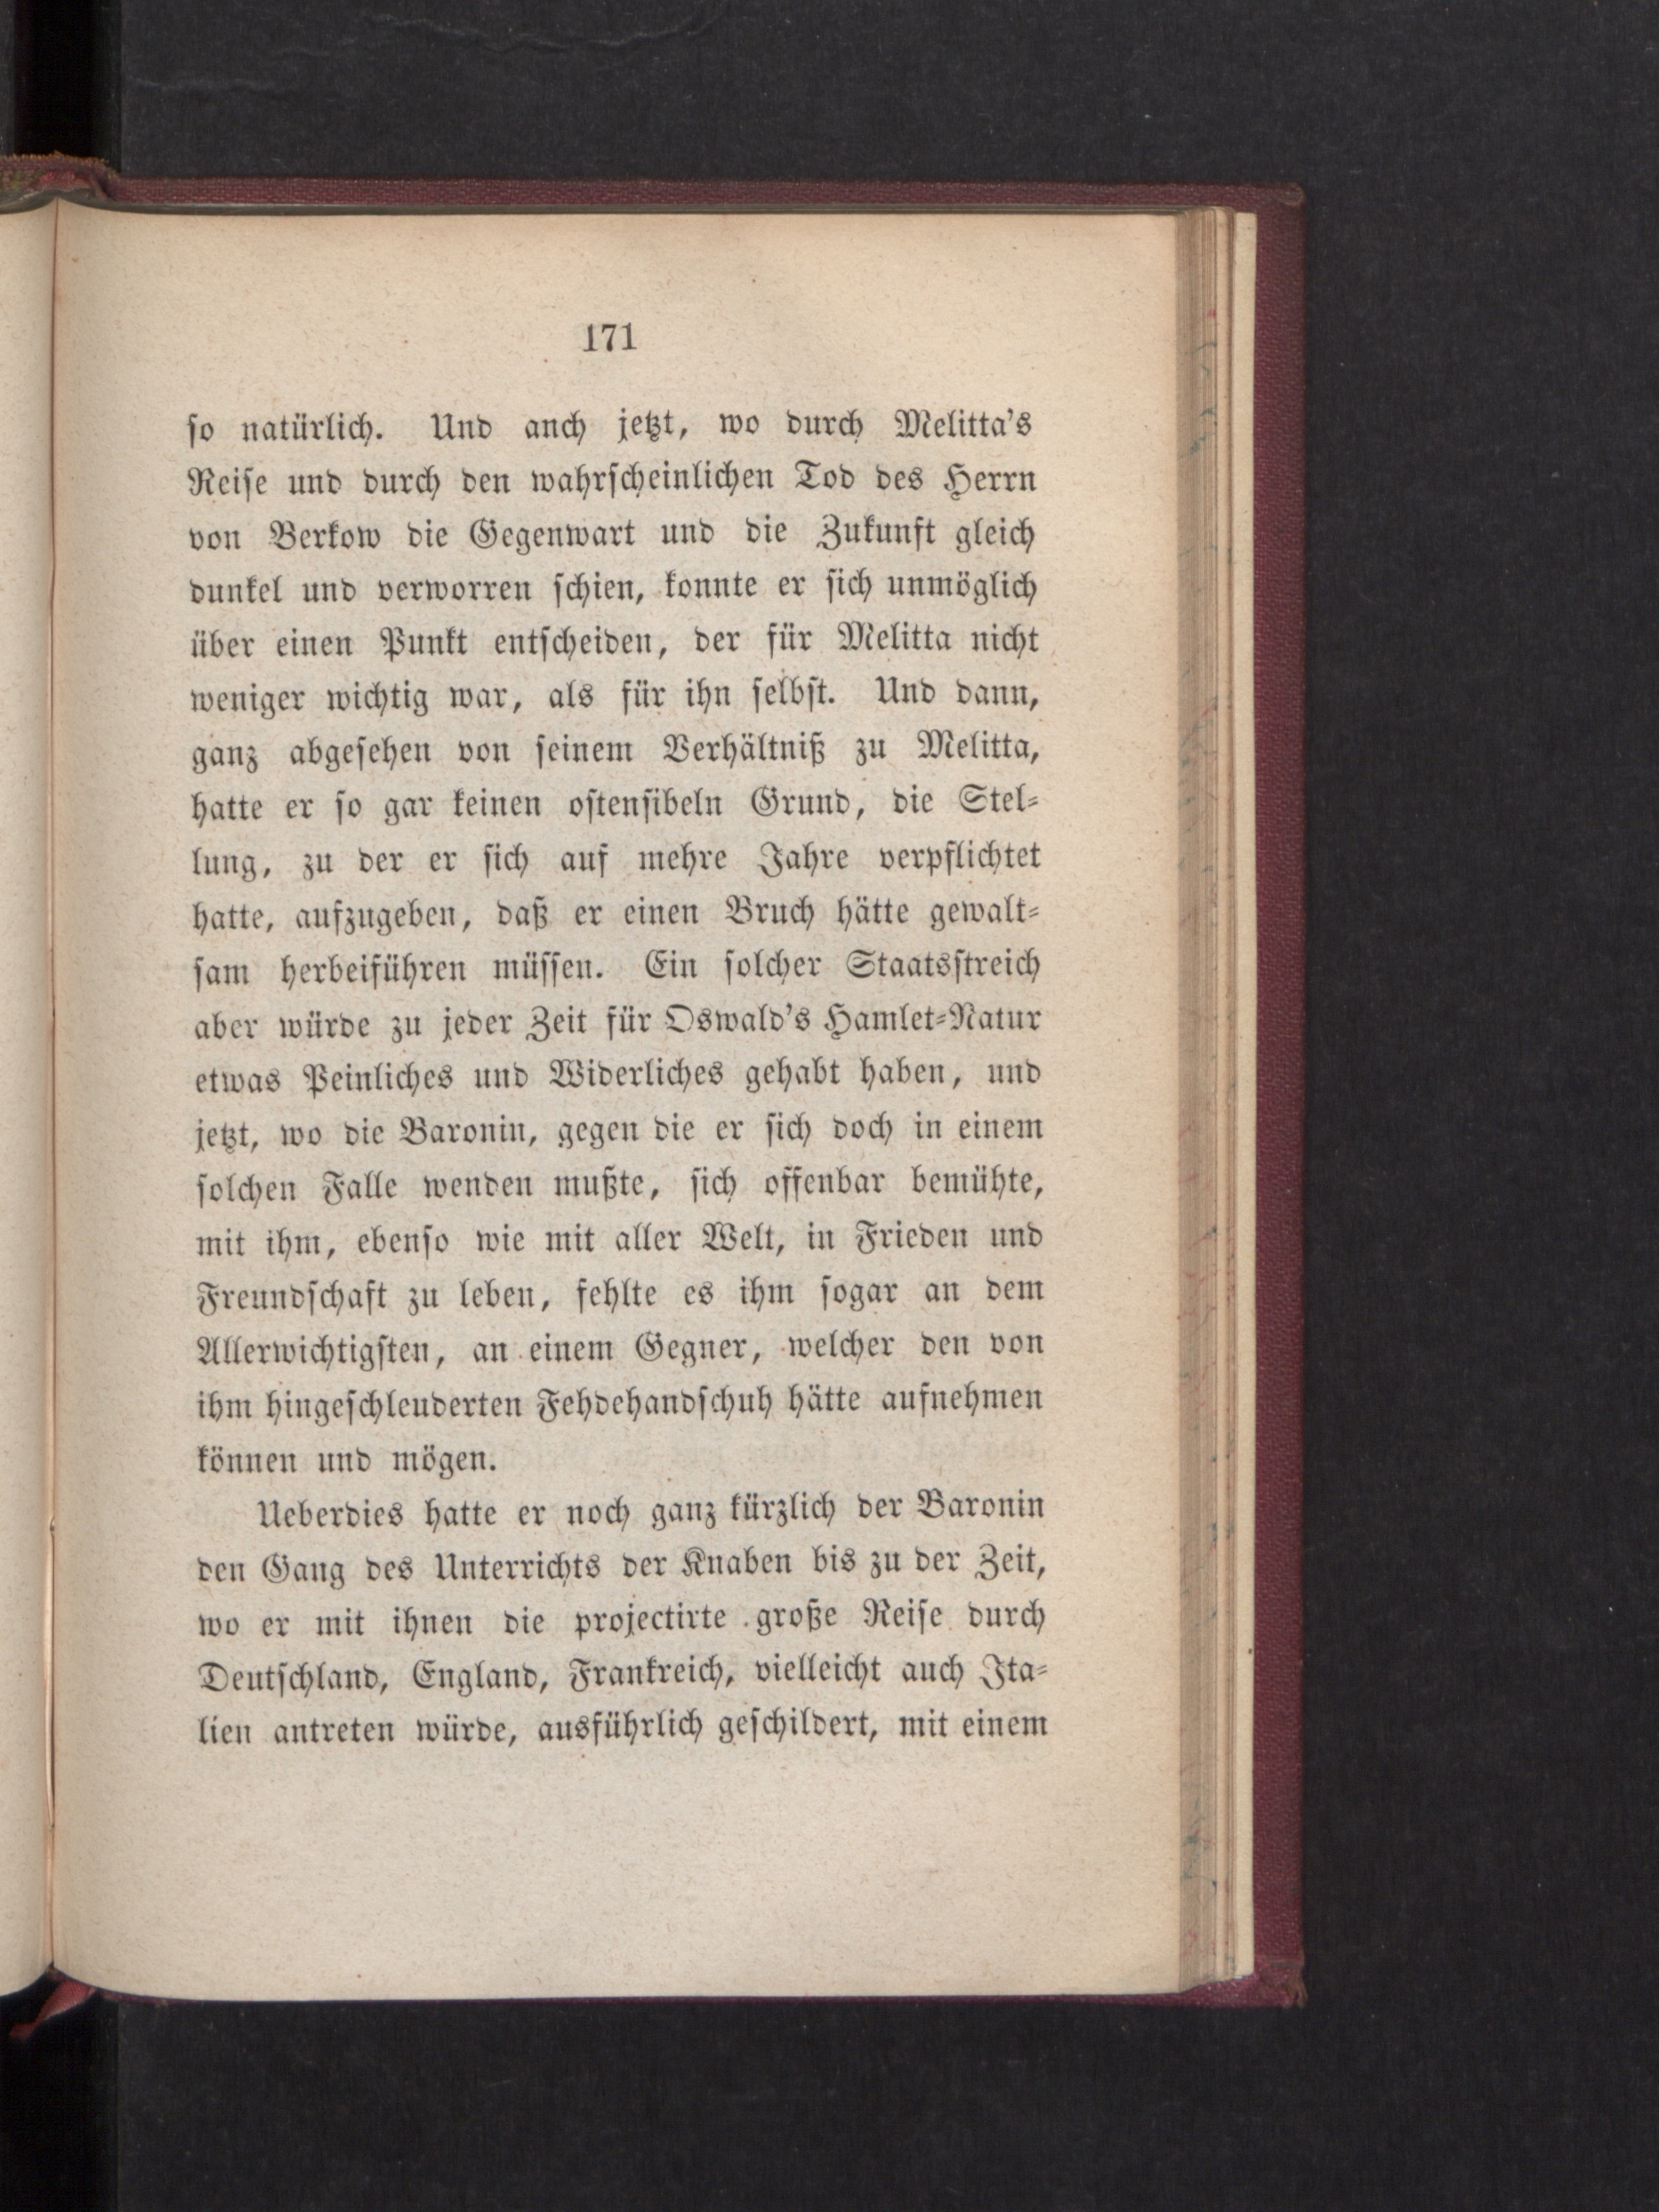 171
so natürlich. Und anch jetzt, wo durch Melitta's
Reise und durch den wahrscheinlichen Tod des Herrn
von Berkow die Gegenwart und die Zukunft gleich
dunkel und verworren schien, konnte er sich unmöglich
über einen Punkt entscheiden, der für Melitta nicht
weniger wichtig war, als für ihn selbst. Und dann,
ganz abgesehen von seinem Verhältniß zu Melitta,
hatte er so gar keinen ostensibeln Grund, die Stel-
lung, zu der er sich auf mehre Jahre verpflichtet
hatte, aufzugeben, daß er einen Bruch hätte gewalt-
sam herbeiführen müssen. Ein solcher Staatsstreich
aber würde zu jeder Zeit für Oswald's Hamlet-Natur
etwas Peinliches und Widerliches gehabt haben, und
jetzt, wo die Baronin, gegen die er sich doch in einem
solchen Falle wenden mußte, sich offenbar bemühte,
mit ihm, ebenso wie mit aller Welt, in Frieden und
Freundschaft zu leben, fehlte es ihm sogar an dem
Allerwichtigsten, an einem Gegner, welcher den von
ihm hingeschleuderten Fehdehandschuh hätte aufnehmen
können und mögen.
Ueberdies hatte er noch ganz kürzlich der Baronin
den Gang des Unterrichts der Knaben bis zu der Zeit,
wo er mit ihnen die projectirte große Reise durch
Deutschland, England, Frankreich, vielleicht auch Ita-
lien antreten würde, ausführlich geschildert, mit einem